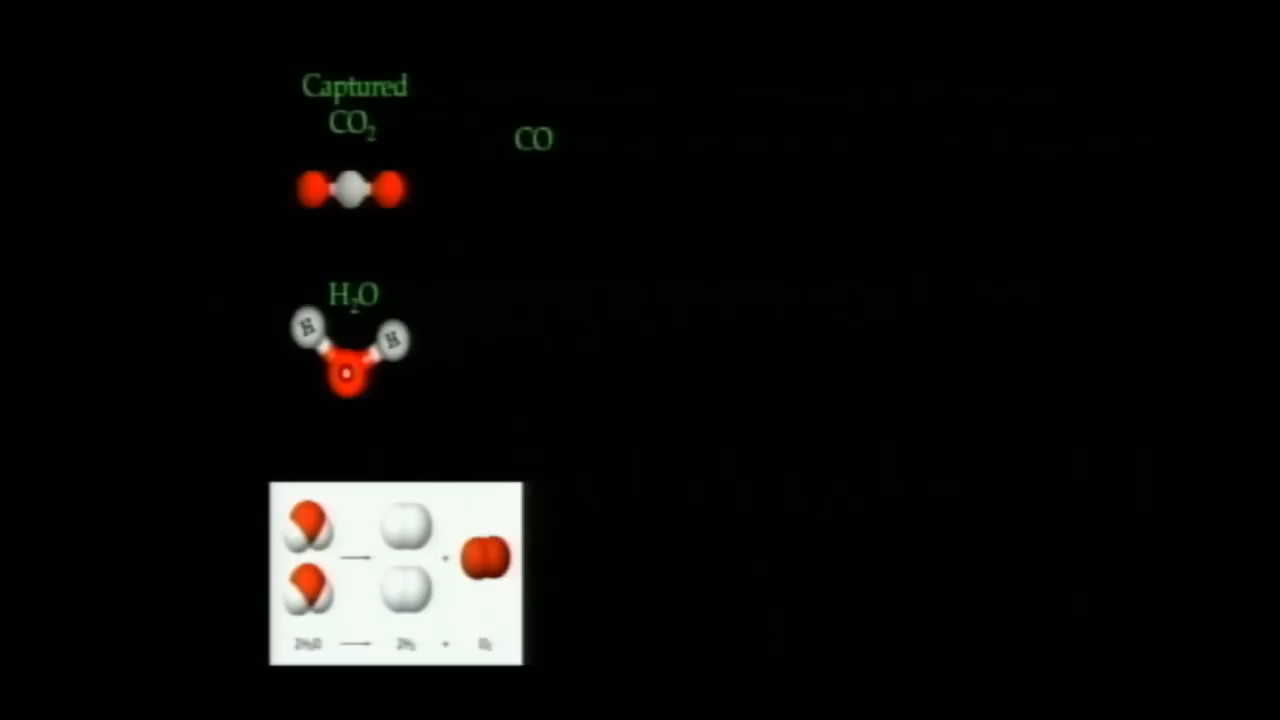 Captured
CO₂
CO
H₂O
H
H
2H₂O → 2H₂ + O₂